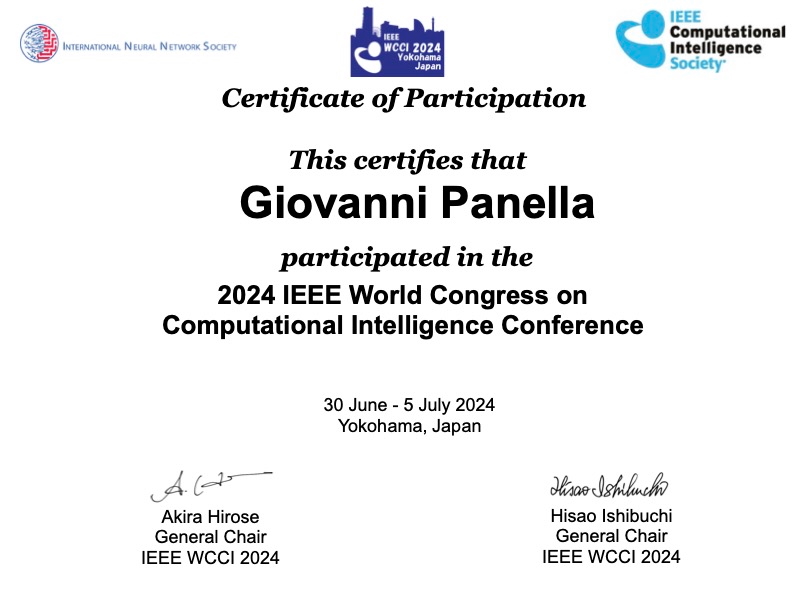 INTERNATIONAL NEURAL NETWORK SOCIETY
IEEE
WCCI 2024
Yokohama
Japan
IEEE
Computational
Intelligence
Society
Certificate of Participation
This certifies that
Giovanni Panella
participated in the
2024 IEEE World Congress on
Computational Intelligence Conference
30 June - 5 July 2024
Yokohama, Japan
Hisao Ishibuchi
Akira Hirose
General Chair
IEEE WCCI 2024
Hisao Ishibuchi
General Chair
IEEE WCCI 2024